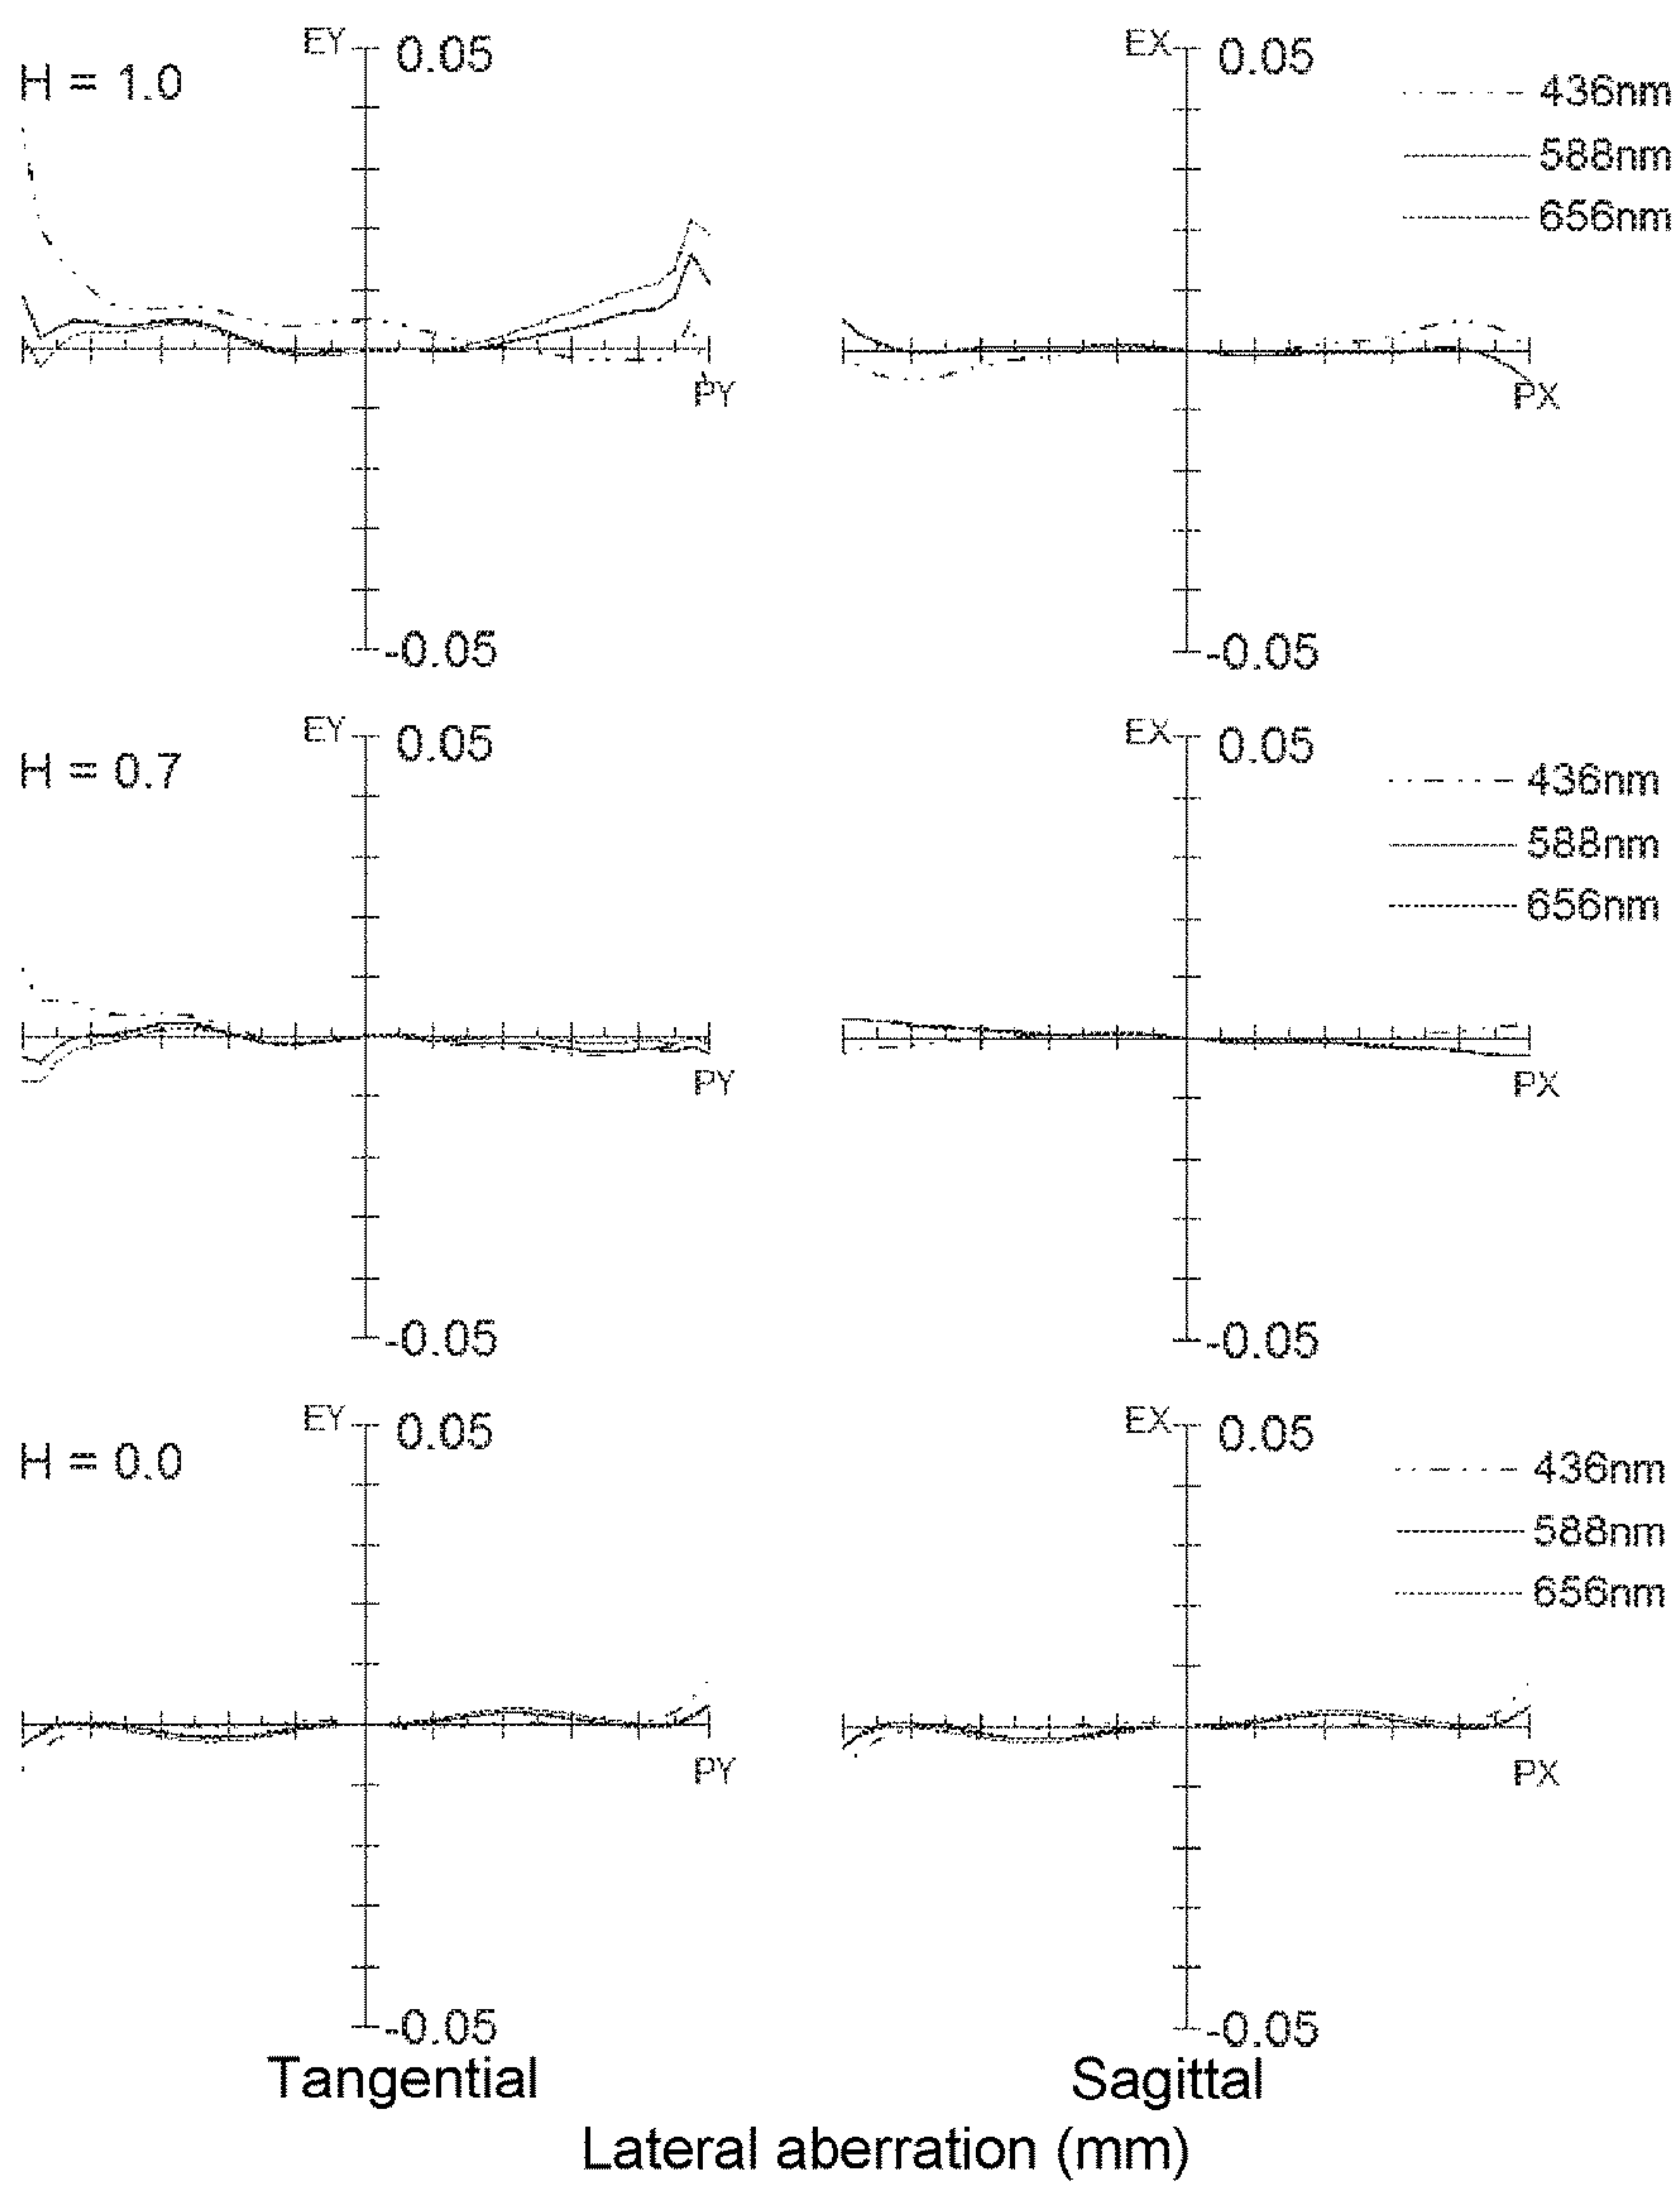 EY 0.05 EX 0.05
H = 1.0 436nm
588nm
656nm
PY PX
-0.05 -0.05
EY 0.05 EX 0.05
H = 0.7 436nm
588nm
656nm
PY PX
-0.05 -0.05
EY 0.05 EX 0.05
H = 0.0 436nm
588nm
656nm
PY PX
-0.05 -0.05
Tangential Sagittal
Lateral aberration (mm)